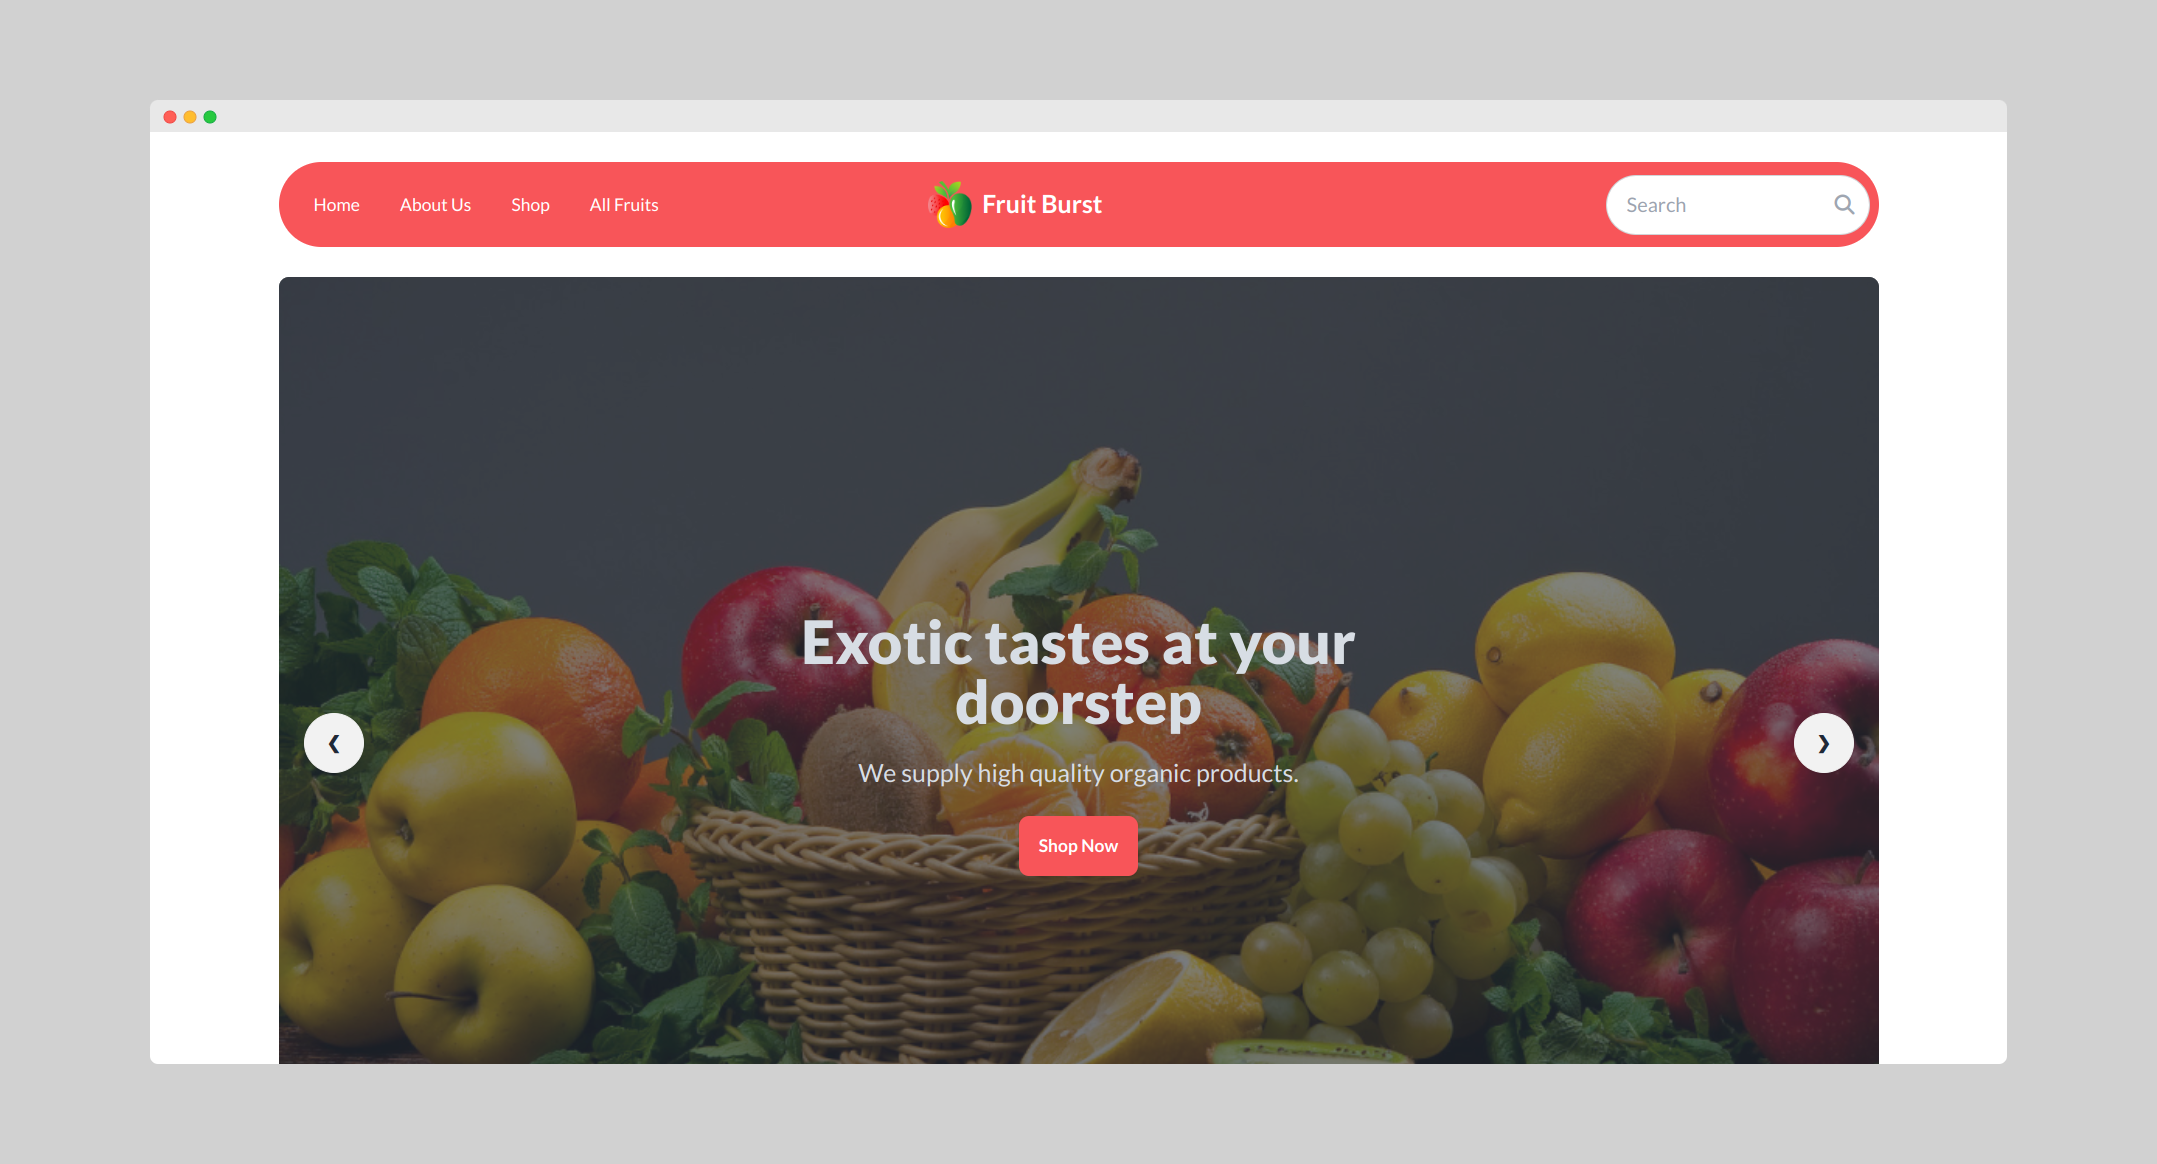 Home
About Us
Shop
All Fruits
Fruit Burst
Search
Exotic tastes at your
doorstep
We supply high quality organic products.
Shop Now